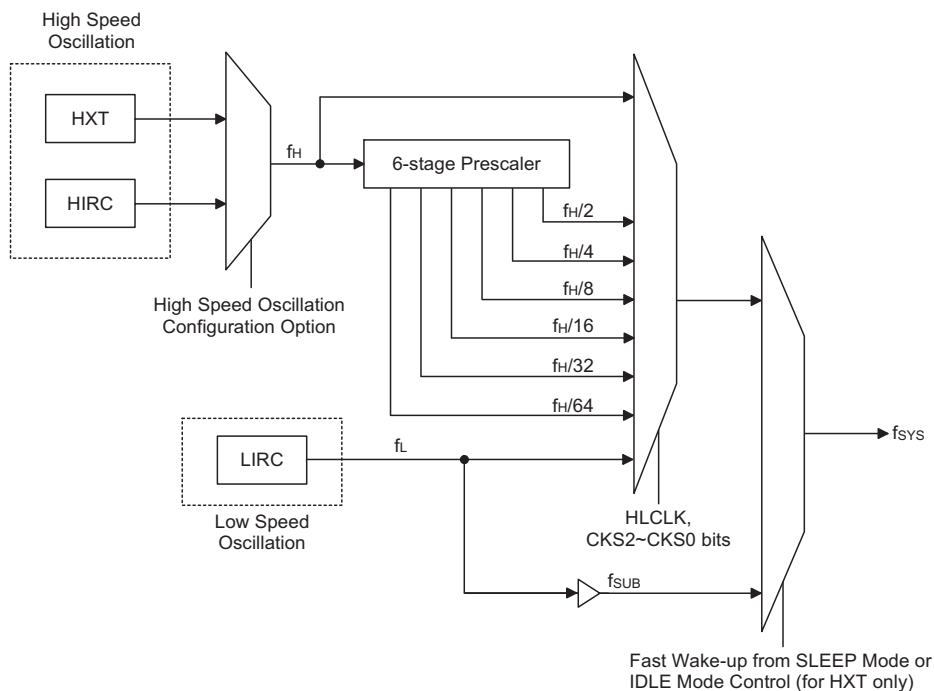 High Speed
Oscillation
HXT
HIRC
fH
High Speed Oscillation
Configuration Option
6-stage Prescaler
fH/2
fH/4
fH/8
fH/16
fH/32
fH/64
LIRC
fL
Low Speed
Oscillation
HLCLK,
CKS2~CKS0 bits
fSUB
fSYS
Fast Wake-up from SLEEP Mode or
IDLE Mode Control (for HXT only)